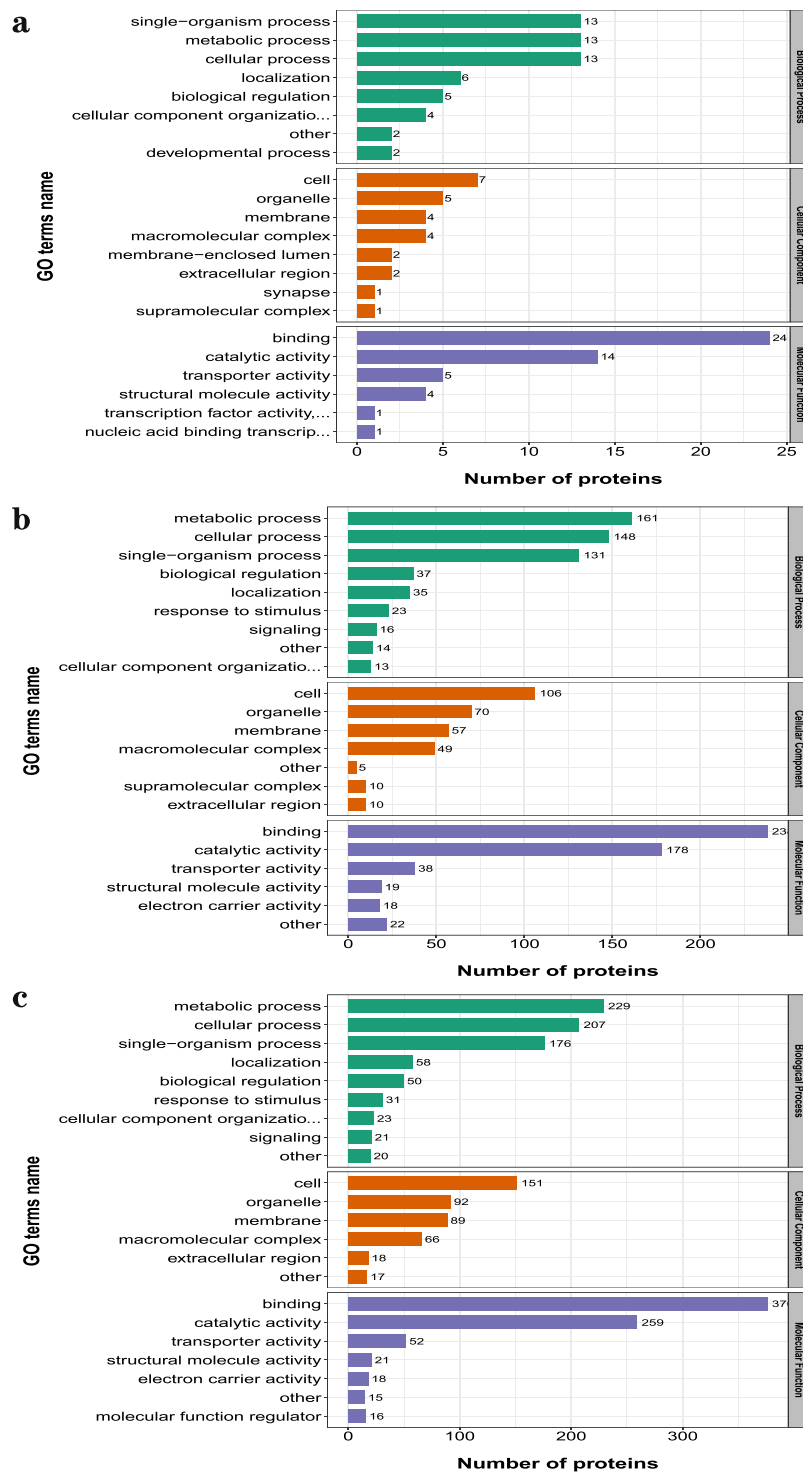 a
single−organism process 13
metabolic process 13
cellular process 13
localization 6
biological regulation 5
cellular component organizatio... 4
other 2
developmental process 2
Biological Process
cell 7
organelle 5
membrane 4
macromolecular complex 4
membrane−enclosed lumen 2
extracellular region 2
synapse 1
supramolecular complex 1
Cellular Component
binding 24
catalytic activity 14
transporter activity 5
structural molecule activity 4
transcription factor activity,... 1
nucleic acid binding transcrip... 1
Molecular Function
0 5 10 15 20 25
Number of proteins
GO terms name
b
metabolic process 161
cellular process 148
single−organism process 131
biological regulation 37
localization 35
response to stimulus 23
signaling 16
other 14
cellular component organizatio... 13
Biological Process
cell 106
organelle 70
membrane 57
macromolecular complex 49
other 5
supramolecular complex 10
extracellular region 10
Cellular Component
binding
catalytic activity 178
transporter activity 38
structural molecule activity 19
electron carrier activity 18
other 22
Molecular Function
0 50 100 150 200
Number of proteins
GO terms name
c
metabolic process 229
cellular process 207
single−organism process 176
localization 58
biological regulation 50
response to stimulus 31
cellular component organizatio... 23
signaling 21
other 20
Biological Process
cell 151
organelle 92
membrane 89
macromolecular complex 66
extracellular region 18
other 17
Cellular Component
binding
catalytic activity 259
transporter activity 52
structural molecule activity 21
electron carrier activity 18
other 15
molecular function regulator 16
Molecular Function
0 100 200 300
Number of proteins
GO terms name